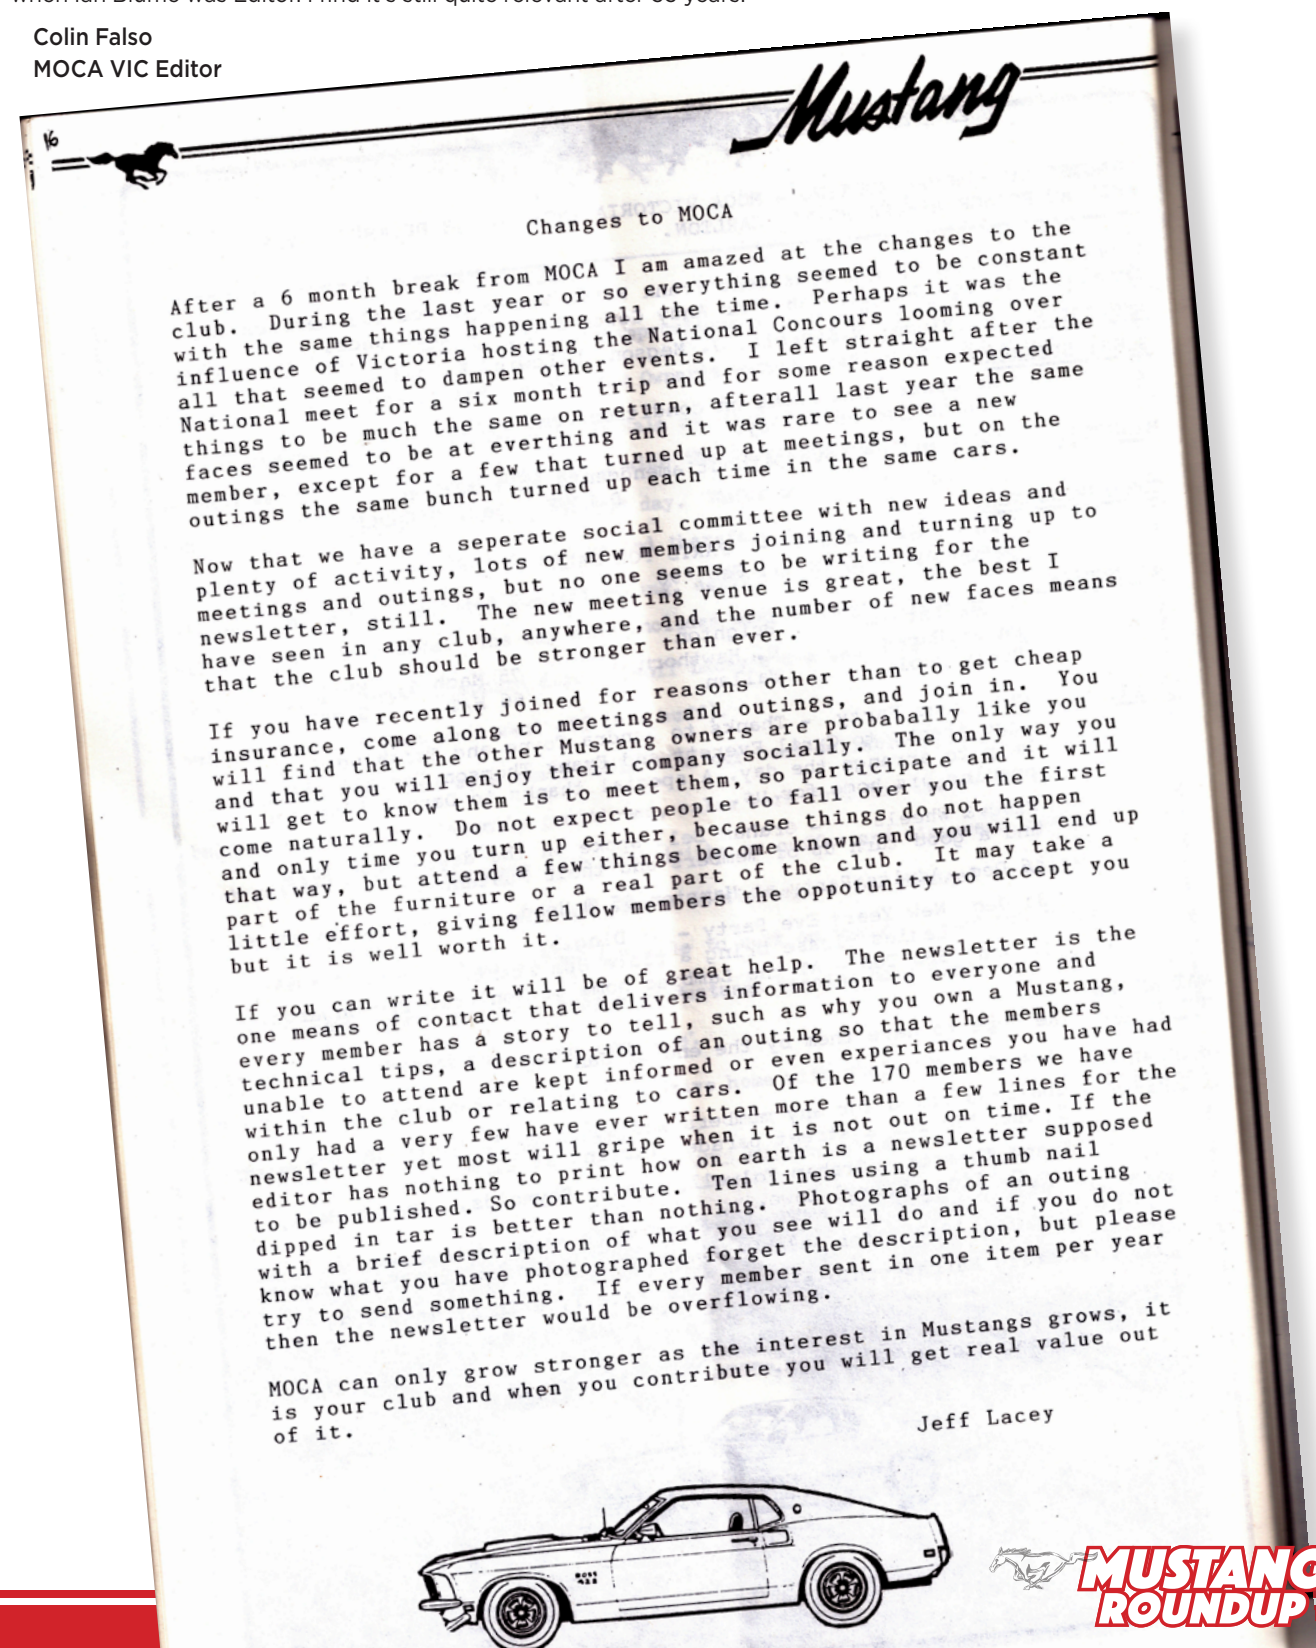 when Ian Blume was Editor. I find it's still quite relevant after
Colin Falso
MOCA VIC Editor
16
Mustang
Changes to MOCA
After a 6 month break from MOCA I am amazed at the changes to the
club. During the last year or so everything seemed to be constant
with the same things happening all the time. Perhaps it was the
influence of Victoria hosting the National Concours looming over
all that seemed to dampen other events. I left straight after the
National meet for a six month trip and for some reason expected
things to be much the same on return, afterall last year the same
faces seemed to be at everthing and it was rare to see a new
member, except for a few that turned up at meetings, but on the
outings the same bunch turned up each time in the same cars.
Now that we have a seperate social committee with new ideas and
plenty of activity, lots of new members joining and turning up to
meetings and outings, but no one seems to be writing for the
newsletter, still. The new meeting venue is great, the best I
have seen in any club, anywhere, and the number of new faces means
that the club should be stronger than ever.
If you have recently joined for reasons other than to get cheap
insurance, come along to meetings and outings, and join in. You
will find that the other Mustang owners are probabally like you
and that you will enjoy their company socially. The only way you
will get to know them is to meet them, so participate and it will
come naturally. Do not expect people to fall over you the first
and only time you turn up either, because things do not happen
that way, but attend a few things become known and you will end up
part of the furniture or a real part of the club. It may take a
little effort, giving fellow members the oppotunity to accept you
but it is well worth it.
If you can write it will be of great help. The newsletter is the
one means of contact that delivers information to everyone and
every member has a story to tell, such as why you own a Mustang,
technical tips, a description of an outing so that the members
unable to attend are kept informed or even experiances you have had
within the club or relating to cars. Of the 170 members we have
only had a very few have ever written more than a few lines for the
newsletter yet most will gripe when it is not out on time. If the
editor has nothing to print how on earth is a newsletter supposed
to be published. So contribute. Ten lines using a thumb nail
dipped in tar is better than nothing. Photographs of an outing
with a brief description of what you see will do and if you do not
know what you have photographed forget the description, but please
try to send something. If every member sent in one item per year
then the newsletter would be overflowing.
MOCA can only grow stronger as the interest in Mustangs grows, it
is your club and when you contribute you will get real value out
of it.
Jeff Lacey
BOSS
429
MUSTANG
ROUNDUP